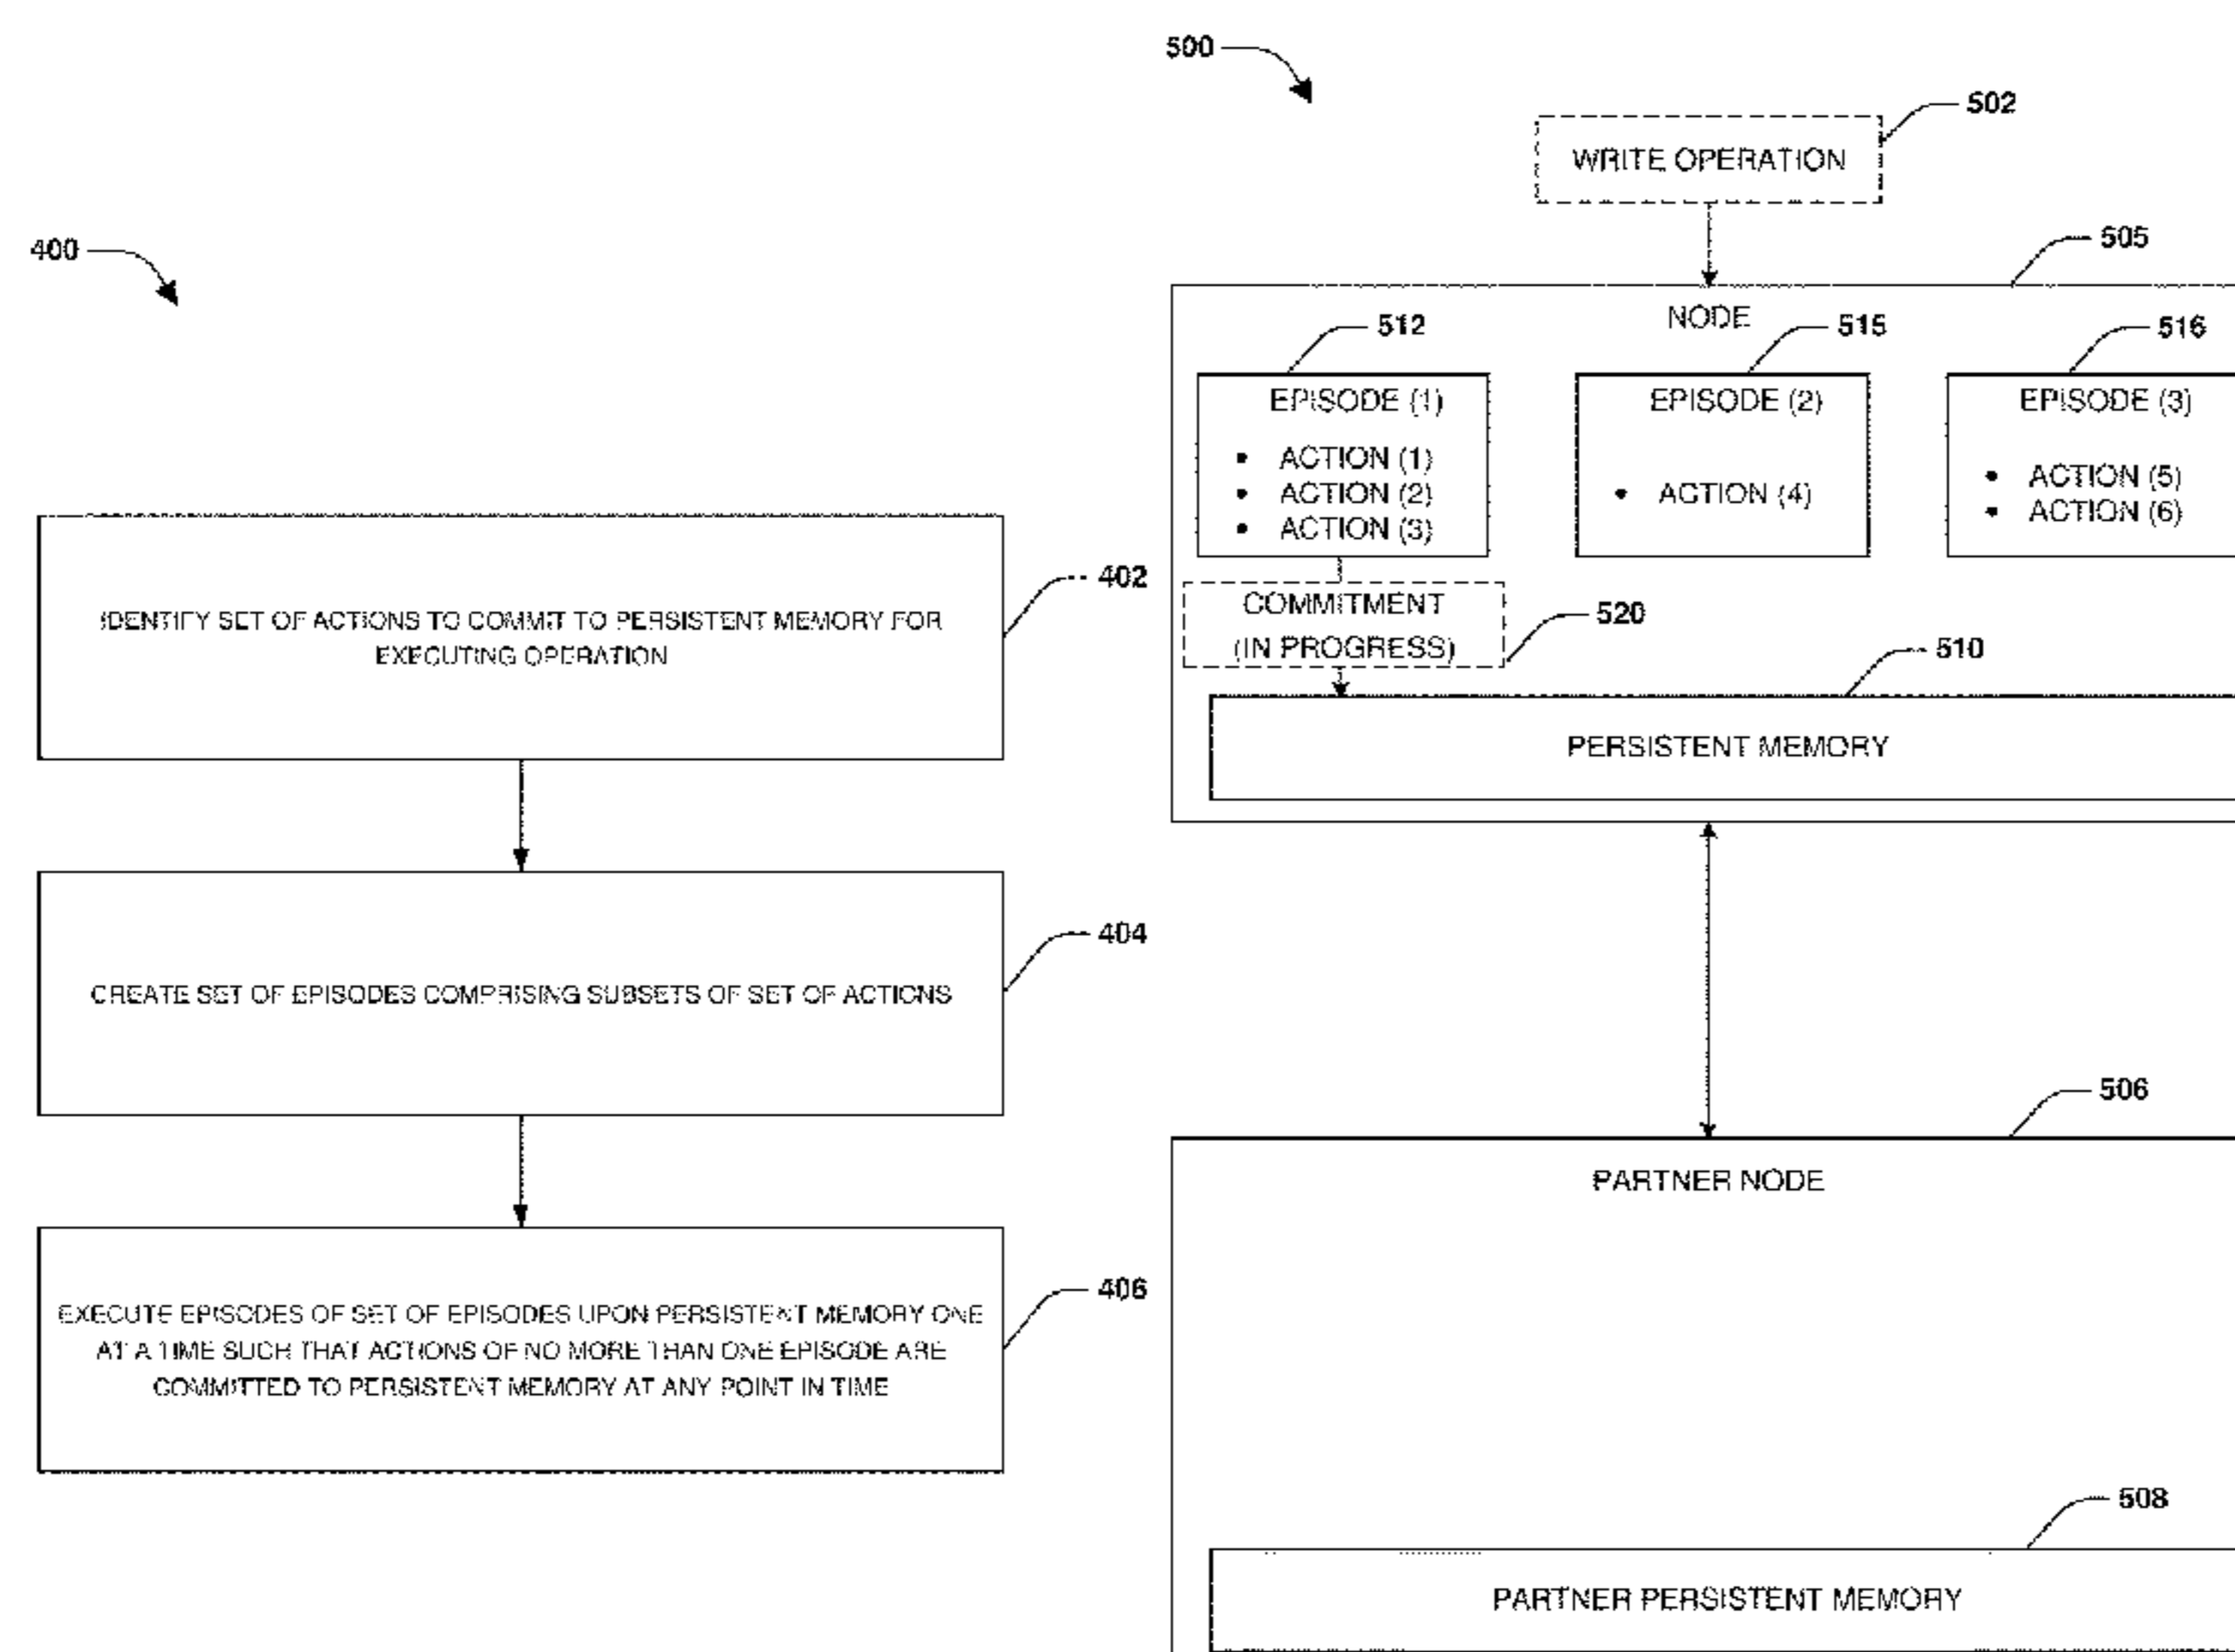 400
IDENTIFY SET OF ACTIONS TO COMMIT TO PERSISTENT MEMORY FOR
EXECUTING OPERATION
402
CREATE SET OF EPISODES COMPRISING SUBSETS OF SET OF ACTIONS
404
EXECUTE EPISODES OF SET OF EPISODES UPON PERSISTENT MEMORY ONE
AT A TIME SUCH THAT ACTIONS OF NO MORE THAN ONE EPISODE ARE
COMMITTED TO PERSISTENT MEMORY AT ANY POINT IN TIME
406
500
502
WRITE OPERATION
505
NODE
512
515
516
EPISODE (1)
• ACTION (1)
• ACTION (2)
• ACTION (3)
EPISODE (2)
• ACTION (4)
EPISODE (3)
• ACTION (5)
• ACTION (6)
COMMITMENT
(IN PROGRESS)
520
510
PERSISTENT MEMORY
506
PARTNER NODE
508
PARTNER PERSISTENT MEMORY